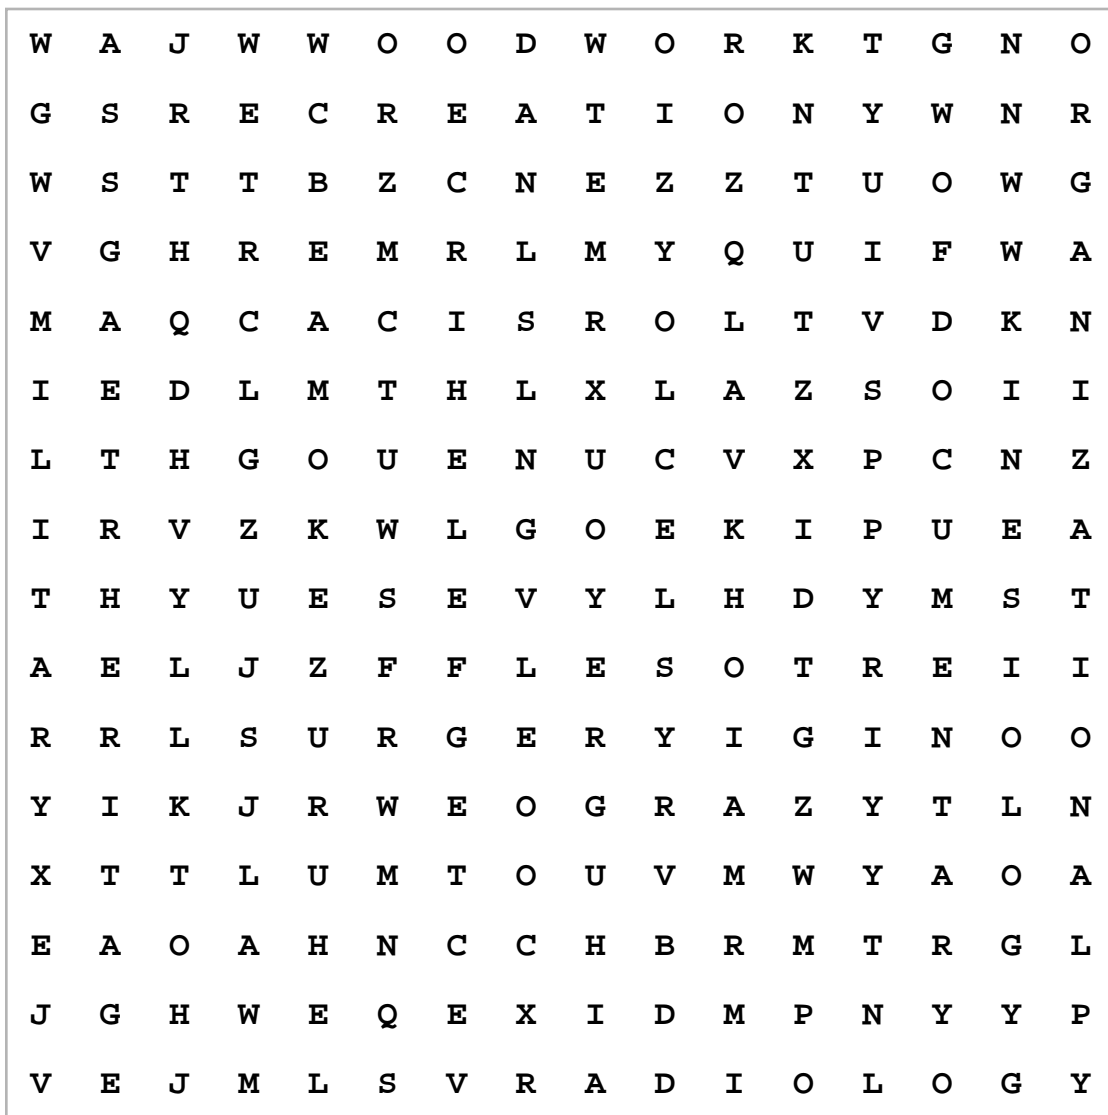 W A J W W O O D W O R K T G N O
G S R E C R E A T I O N Y W N R
W S T T B Z C N E Z Z T U O W G
V G H R E M R L M Y Q U I F W A
M A Q C A C I S R O L T V D K N
I E D L M T H L X L A Z S O I I
L T H G O U E N U C V X P C N Z
I R V Z K W L G O E K I P U E A
T H Y U E S E V Y L H D Y M S T
A E L J Z F F L E S O T R E I I
R R L S U R G E R Y I G I N O O
Y I K J R W E O G R A Z Y T L N
X T T L U M T O U V M W Y A O A
E A O A H N C C H B R M T R G L
J G H W E Q E X I D M P N Y Y P
V E J M L S V R A D I O L O G Y